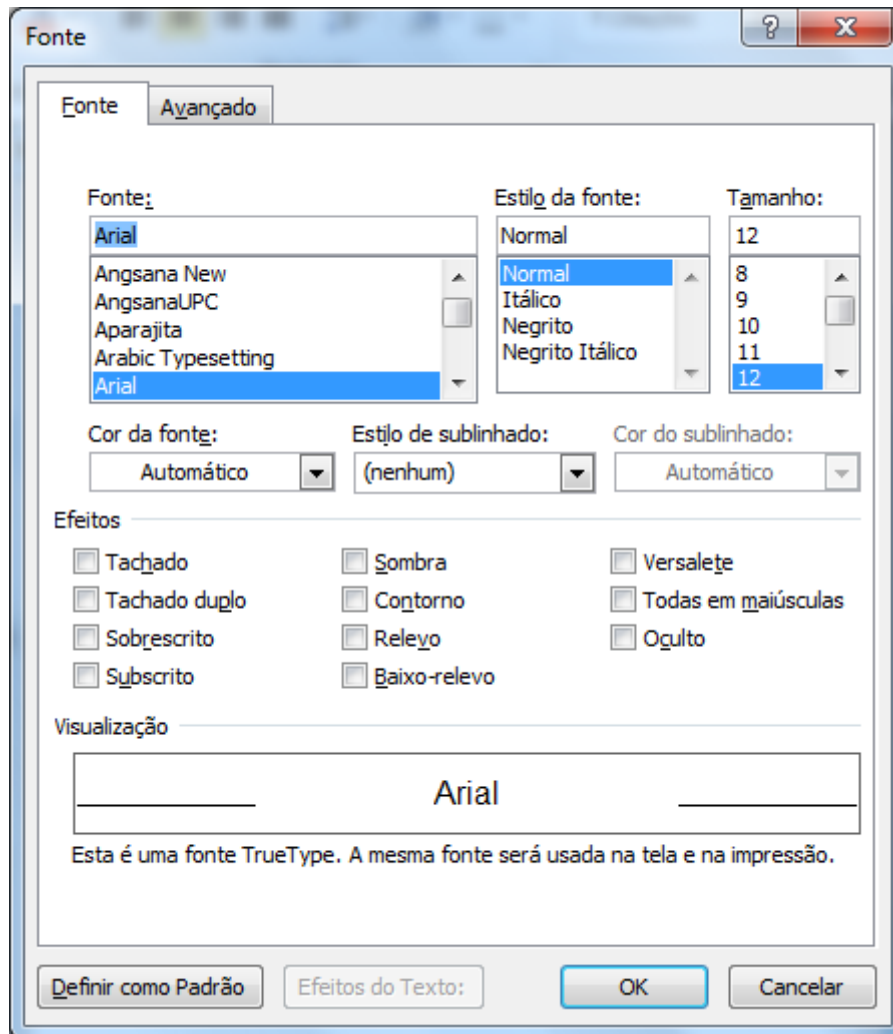 Fonte
Fonte Avançado
Fonte: Estilo da fonte: Tamanho:
Arial Normal 12
Angsana New Normal 8
AngsanaUPC Itálico 9
Aparajita Negrito 10
Arabic Typesetting Negrito Itálico 11
Arial 12
Cor da fonte: Estilo de sublinhado: Cor do sublinhado:
Automático (nenhum) Automático
Efeitos
Tachado Sombra Versalete
Tachado duplo Contorno Todas em maiúsculas
Sobrescrito Relevo Oculto
Subscrito Baixo-relevo
Visualização
Arial
Esta é uma fonte TrueType. A mesma fonte será usada na tela e na impressão.
Definir como Padrão Efeitos do Texto: OK Cancelar